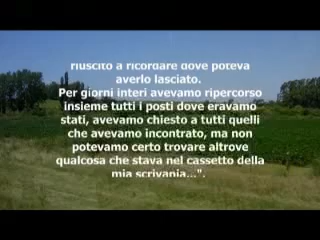 riuscito a ricordare dove poteva
averlo lasciato.
Per giorni interi avevamo ripercorso
insieme tutti i posti dove eravamo
stati, avevamo chiesto a tutti quelli
che avevamo incontrato, ma non
potevamo certo trovare altrove
qualcosa che stava nel cassetto della
mia scrivania...".